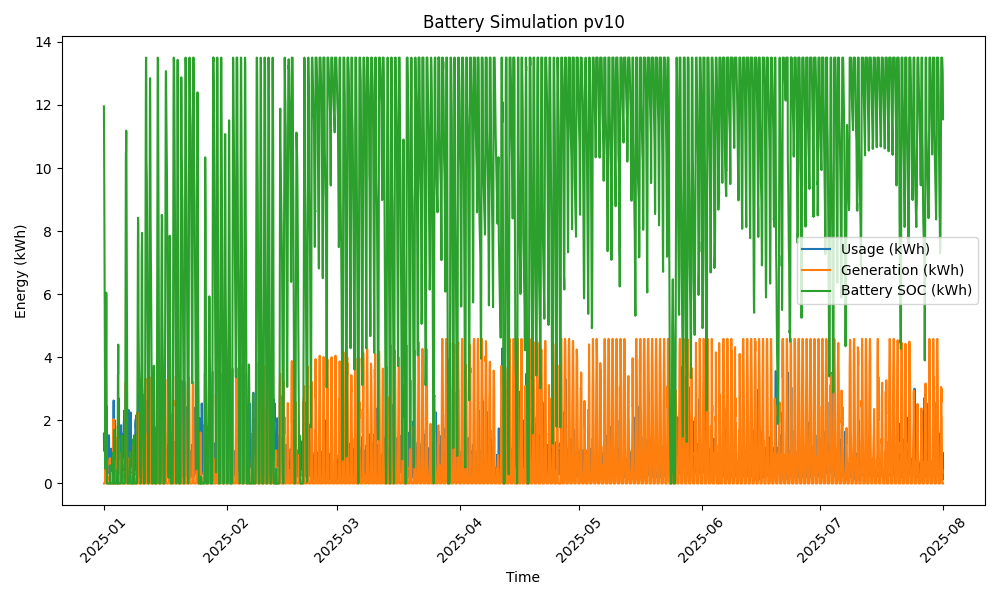 Battery Simulation pv10
Energy (kWh)
14
12
10
8
6
4
2
0
Usage (kWh)
Generation (kWh)
Battery SOC (kWh)
2025-01
2025-02
2025-03
2025-04
2025-05
2025-06
2025-07
2025-08
Time